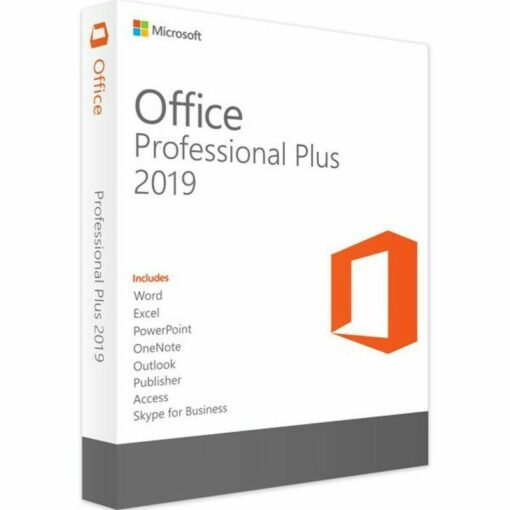 Office
Professional Plus 2019
Microsoft
Office
Professional Plus
2019
Includes
Word
Excel
PowerPoint
OneNote
Outlook
Publisher
Access
Skype for Business